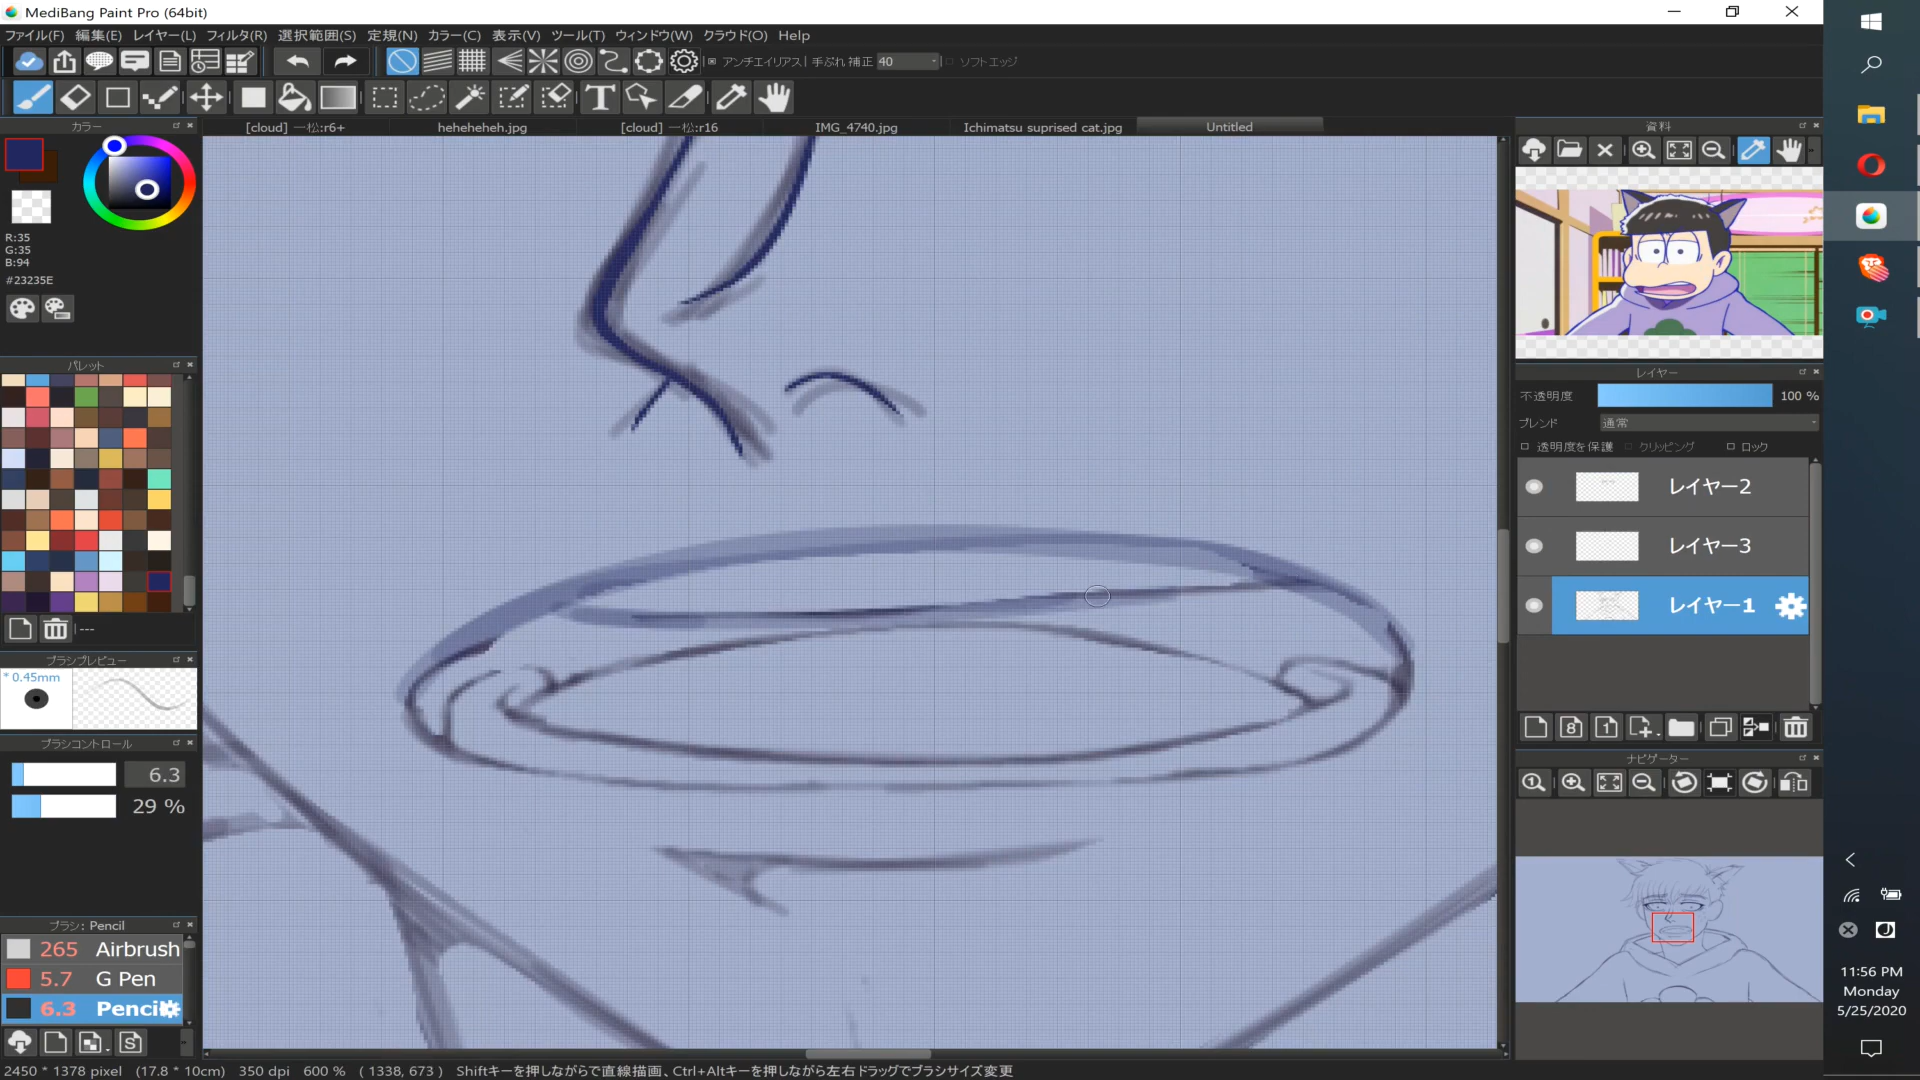 MediBang Paint Pro (64bit)
ファイル(F) 編集(E) レイヤー(L) フィルタ(R) 選択範囲(S) 定規(N) カラー(C) 表示(V) ツール(T) ウィンドウ(W) クラウド(O) Help
アンチエイリアス 手ぶれ補正 40 ソフトエッジ
カラー
[cloud] 一松:r6+ heheheheh.jpg [cloud] 一松:r16 IMG_4740.jpg Ichimatsu suprised cat.jpg Untitled
資料
R:35
G:35
B:94
#23235E
パレット
---
ブラシプレビュー
* 0.45mm
ブラシコントロール
6.3
29 %
ブラシ: Pencil
265 Airbrush
5.7 G Pen
6.3 Pencil
レイヤー
不透明度 100 %
ブレンド 通常
透明度を保護 クリッピング ロック
レイヤー2
レイヤー3
レイヤー1
8 1
ナビゲーター
11:56 PM
Monday
5/25/2020
2450 * 1378 pixel (17.8 * 10cm) 350 dpi 600 % ( 1338, 673 ) Shiftキーを押しながらで直線描画、Ctrl+Altキーを押しながら左右ドラッグでブラシサイズ変更